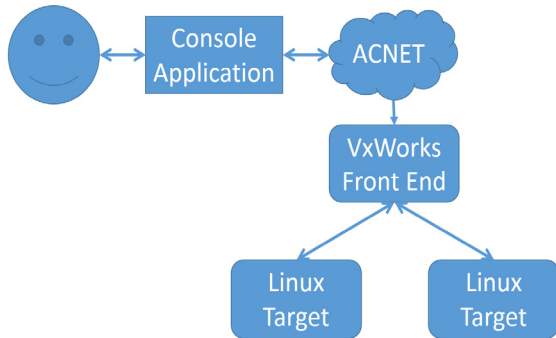 Console
Application
ACNET
VxWorks
Front End
Linux
Target
Linux
Target